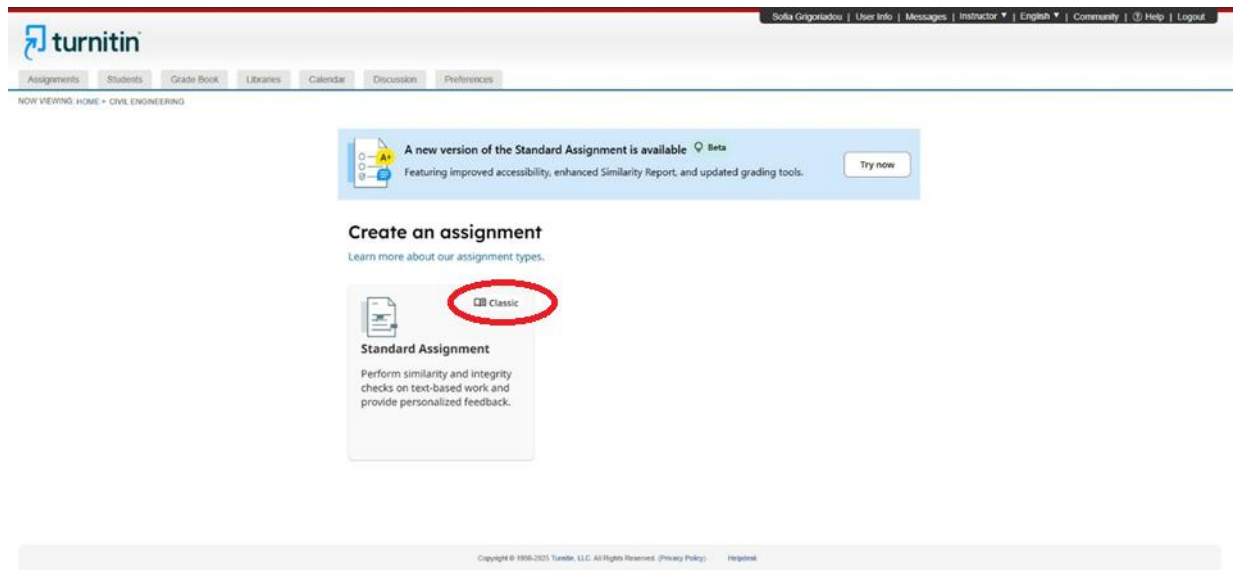 Sofia Grigoriadou | User Info | Messages | Instructor ▼ | English ▼ | Community | ? Help | Logout
turnitin
Assignments Students Grade Book Libraries Calendar Discussion Preferences
NOW VIEWING: HOME > CIVIL ENGINEERING
A new version of the Standard Assignment is available Beta
Featuring improved accessibility, enhanced Similarity Report, and updated grading tools.
Try now
Create an assignment
Learn more about our assignment types.
Classic
Standard Assignment
Perform similarity and integrity
checks on text-based work and
provide personalized feedback.
Copyright © 1998-2025 Turnitin, LLC. All Rights Reserved. (Privacy Policy) Helpdesk